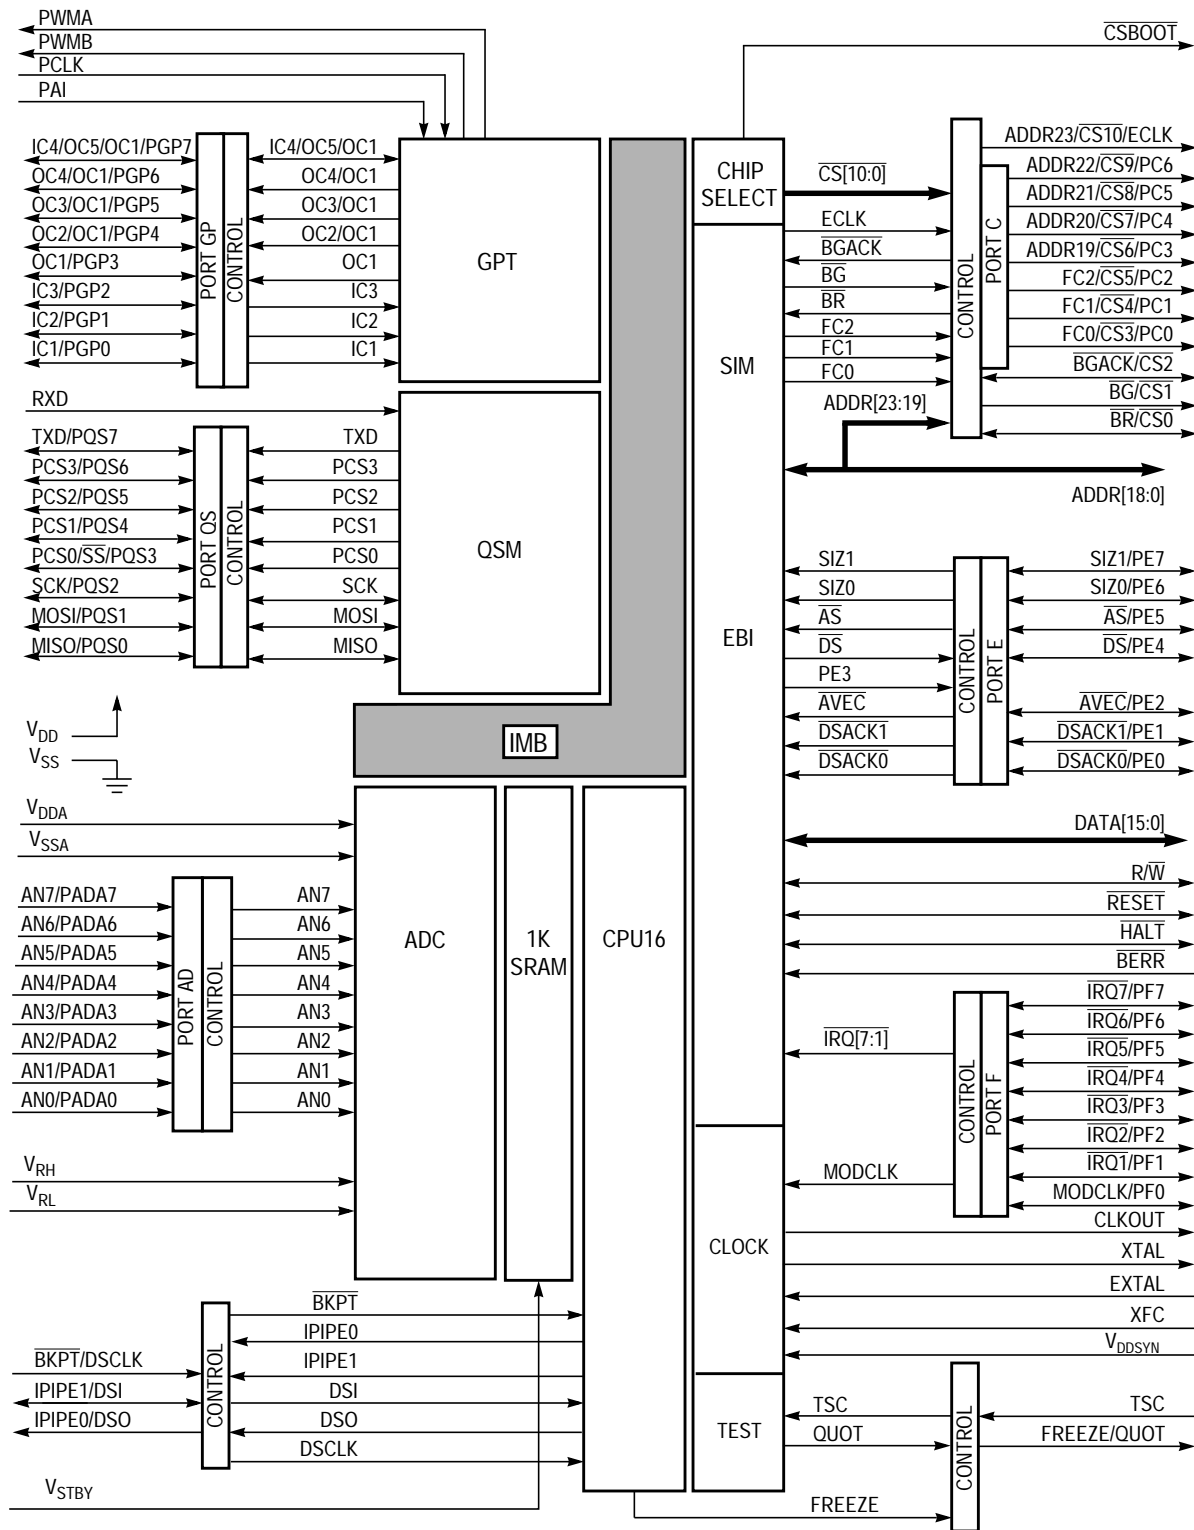 PWMA
PWMB
PCLK
PAI
CSBOOT
IC4/OC5/OC1/PGP7
OC4/OC1/PGP6
OC3/OC1/PGP5
OC2/OC1/PGP4
OC1/PGP3
IC3/PGP2
IC2/PGP1
IC1/PGP0
PORT GP
CONTROL
IC4/OC5/OC1
OC4/OC1
OC3/OC1
OC2/OC1
OC1
IC3
IC2
IC1
GPT
RXD
TXD/PQS7
PCS3/PQS6
PCS2/PQS5
PCS1/PQS4
PCS0/SS/PQS3
SCK/PQS2
MOSI/PQS1
MISO/PQS0
PORT QS
CONTROL
TXD
PCS3
PCS2
PCS1
PCS0
SCK
MOSI
MISO
QSM
VDD
VSS
IMB
VDDA
VSSA
AN7/PADA7
AN6/PADA6
AN5/PADA5
AN4/PADA4
AN3/PADA3
AN2/PADA2
AN1/PADA1
AN0/PADA0
PORT AD
CONTROL
AN7
AN6
AN5
AN4
AN3
AN2
AN1
AN0
VRH
VRL
ADC
1K
SRAM
CPU16
BKPT/DSCLK
IPIPE1/DSI
IPIPE0/DSO
CONTROL
BKPT
IPIPE0
IPIPE1
DSI
DSO
DSCLK
VSTBY
CHIP
SELECT
SIM
EBI
CLOCK
TEST
CS[10:0]
ECLK
BGACK
BG
BR
FC2
FC1
FC0
ADDR[23:19]
CONTROL
PORT C
ADDR23/CS10/ECLK
ADDR22/CS9/PC6
ADDR21/CS8/PC5
ADDR20/CS7/PC4
ADDR19/CS6/PC3
FC2/CS5/PC2
FC1/CS4/PC1
FC0/CS3/PC0
BGACK/CS2
BG/CS1
BR/CS0
ADDR[18:0]
SIZ1
SIZ0
AS
DS
PE3
AVEC
DSACK1
DSACK0
CONTROL
PORT E
SIZ1/PE7
SIZ0/PE6
AS/PE5
DS/PE4
AVEC/PE2
DSACK1/PE1
DSACK0/PE0
DATA[15:0]
R/W
RESET
HALT
BERR
IRQ[7:1]
MODCLK
CONTROL
PORT F
IRQ7/PF7
IRQ6/PF6
IRQ5/PF5
IRQ4/PF4
IRQ3/PF3
IRQ2/PF2
IRQ1/PF1
MODCLK/PF0
CLKOUT
XTAL
EXTAL
XFC
VDDSYN
TSC
QUOT
FREEZE
CONTROL
TSC
FREEZE/QUOT